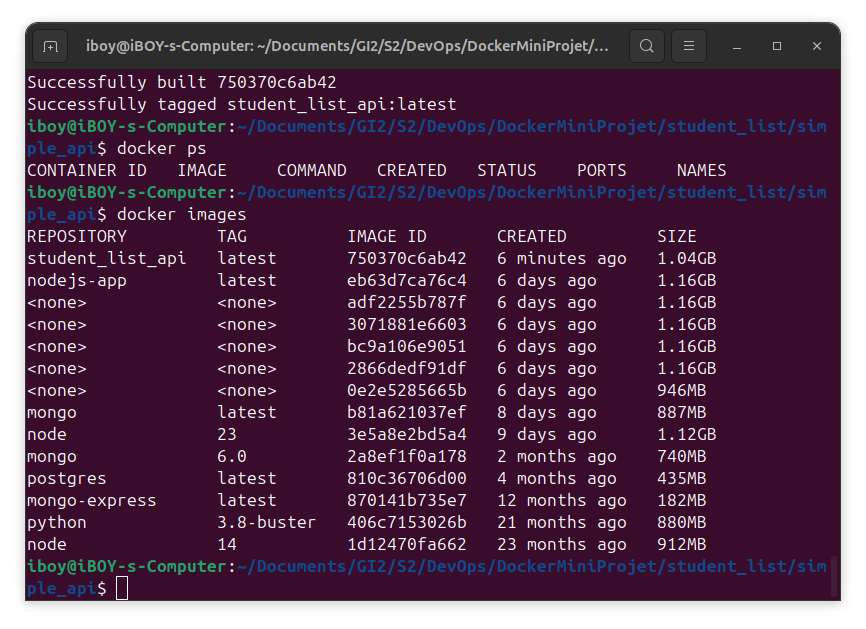 iboy@iBOY-s-Computer: ~/Documents/GI2/S2/DevOps/DockerMiniProjet/...
Successfully built 750370c6ab42
Successfully tagged student_list_api:latest
iboy@iBOY-s-Computer:~/Documents/GI2/S2/DevOps/DockerMiniProjet/student_list/sim
ple_api$ docker ps
CONTAINER ID   IMAGE     COMMAND   CREATED   STATUS    PORTS     NAMES
iboy@iBOY-s-Computer:~/Documents/GI2/S2/DevOps/DockerMiniProjet/student_list/sim
ple_api$ docker images
REPOSITORY         TAG          IMAGE ID       CREATED         SIZE
student_list_api   latest       750370c6ab42   6 minutes ago   1.04GB
nodejs-app         latest       eb63d7ca76c4   6 days ago      1.16GB
<none>             <none>       adf2255b787f   6 days ago      1.16GB
<none>             <none>       3071881e6603   6 days ago      1.16GB
<none>             <none>       bc9a106e9051   6 days ago      1.16GB
<none>             <none>       2866dedf91df   6 days ago      1.16GB
<none>             <none>       0e2e5285665b   6 days ago      946MB
mongo              latest       b81a621037ef   8 days ago      887MB
node               23           3e5a8e2bd5a4   9 days ago      1.12GB
mongo              6.0          2a8ef1f0a178   2 months ago    740MB
postgres           latest       810c36706d00   4 months ago    435MB
mongo-express      latest       870141b735e7   12 months ago   182MB
python             3.8-buster   406c7153026b   21 months ago   880MB
node               14           1d12470fa662   23 months ago   912MB
iboy@iBOY-s-Computer:~/Documents/GI2/S2/DevOps/DockerMiniProjet/student_list/sim
ple_api$